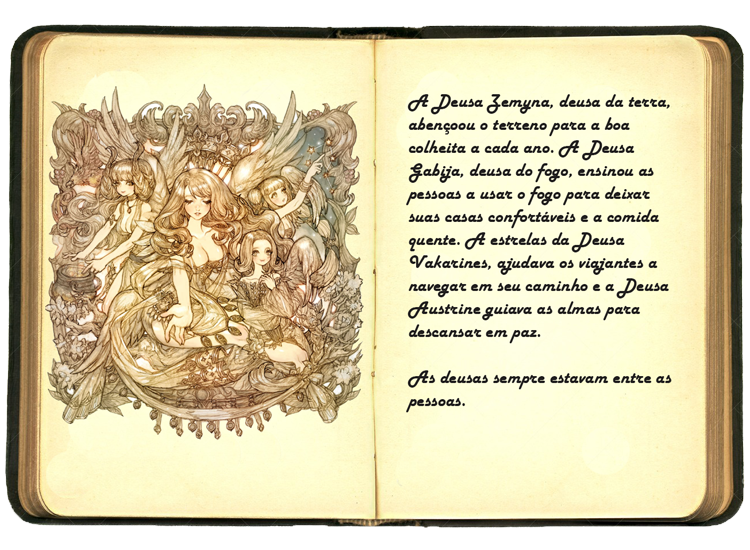 A Deusa Zemyna, deusa da terra,
abençoou o terreno para a boa
colheita a cada ano. A Deusa
Gabija, deusa do fogo, ensinou as
pessoas a usar o fogo para deixar
suas casas confortáveis e a comida
quente. A estrelas da Deusa
Vakarines, ajudava os viajantes a
navegar em seu caminho e a Deusa
Austrine guiava as almas para
descansar em paz.
As deusas sempre estavam entre as
pessoas.